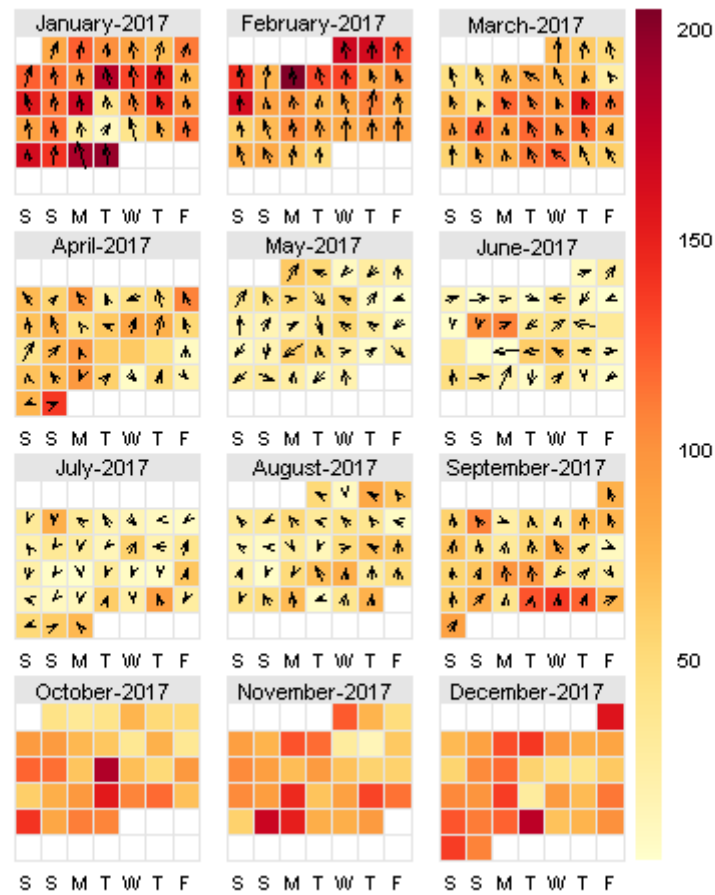 January-2017 February-2017 March-2017 200
S S M T W T F S S M T W T F S S M T W T F
April-2017 May-2017 June-2017 150
S S M T W T F S S M T W T F S S M T W T F 100
July-2017 August-2017 September-2017
S S M T W T F S S M T W T F S S M T W T F 50
October-2017 November-2017 December-2017
S S M T W T F S S M T W T F S S M T W T F